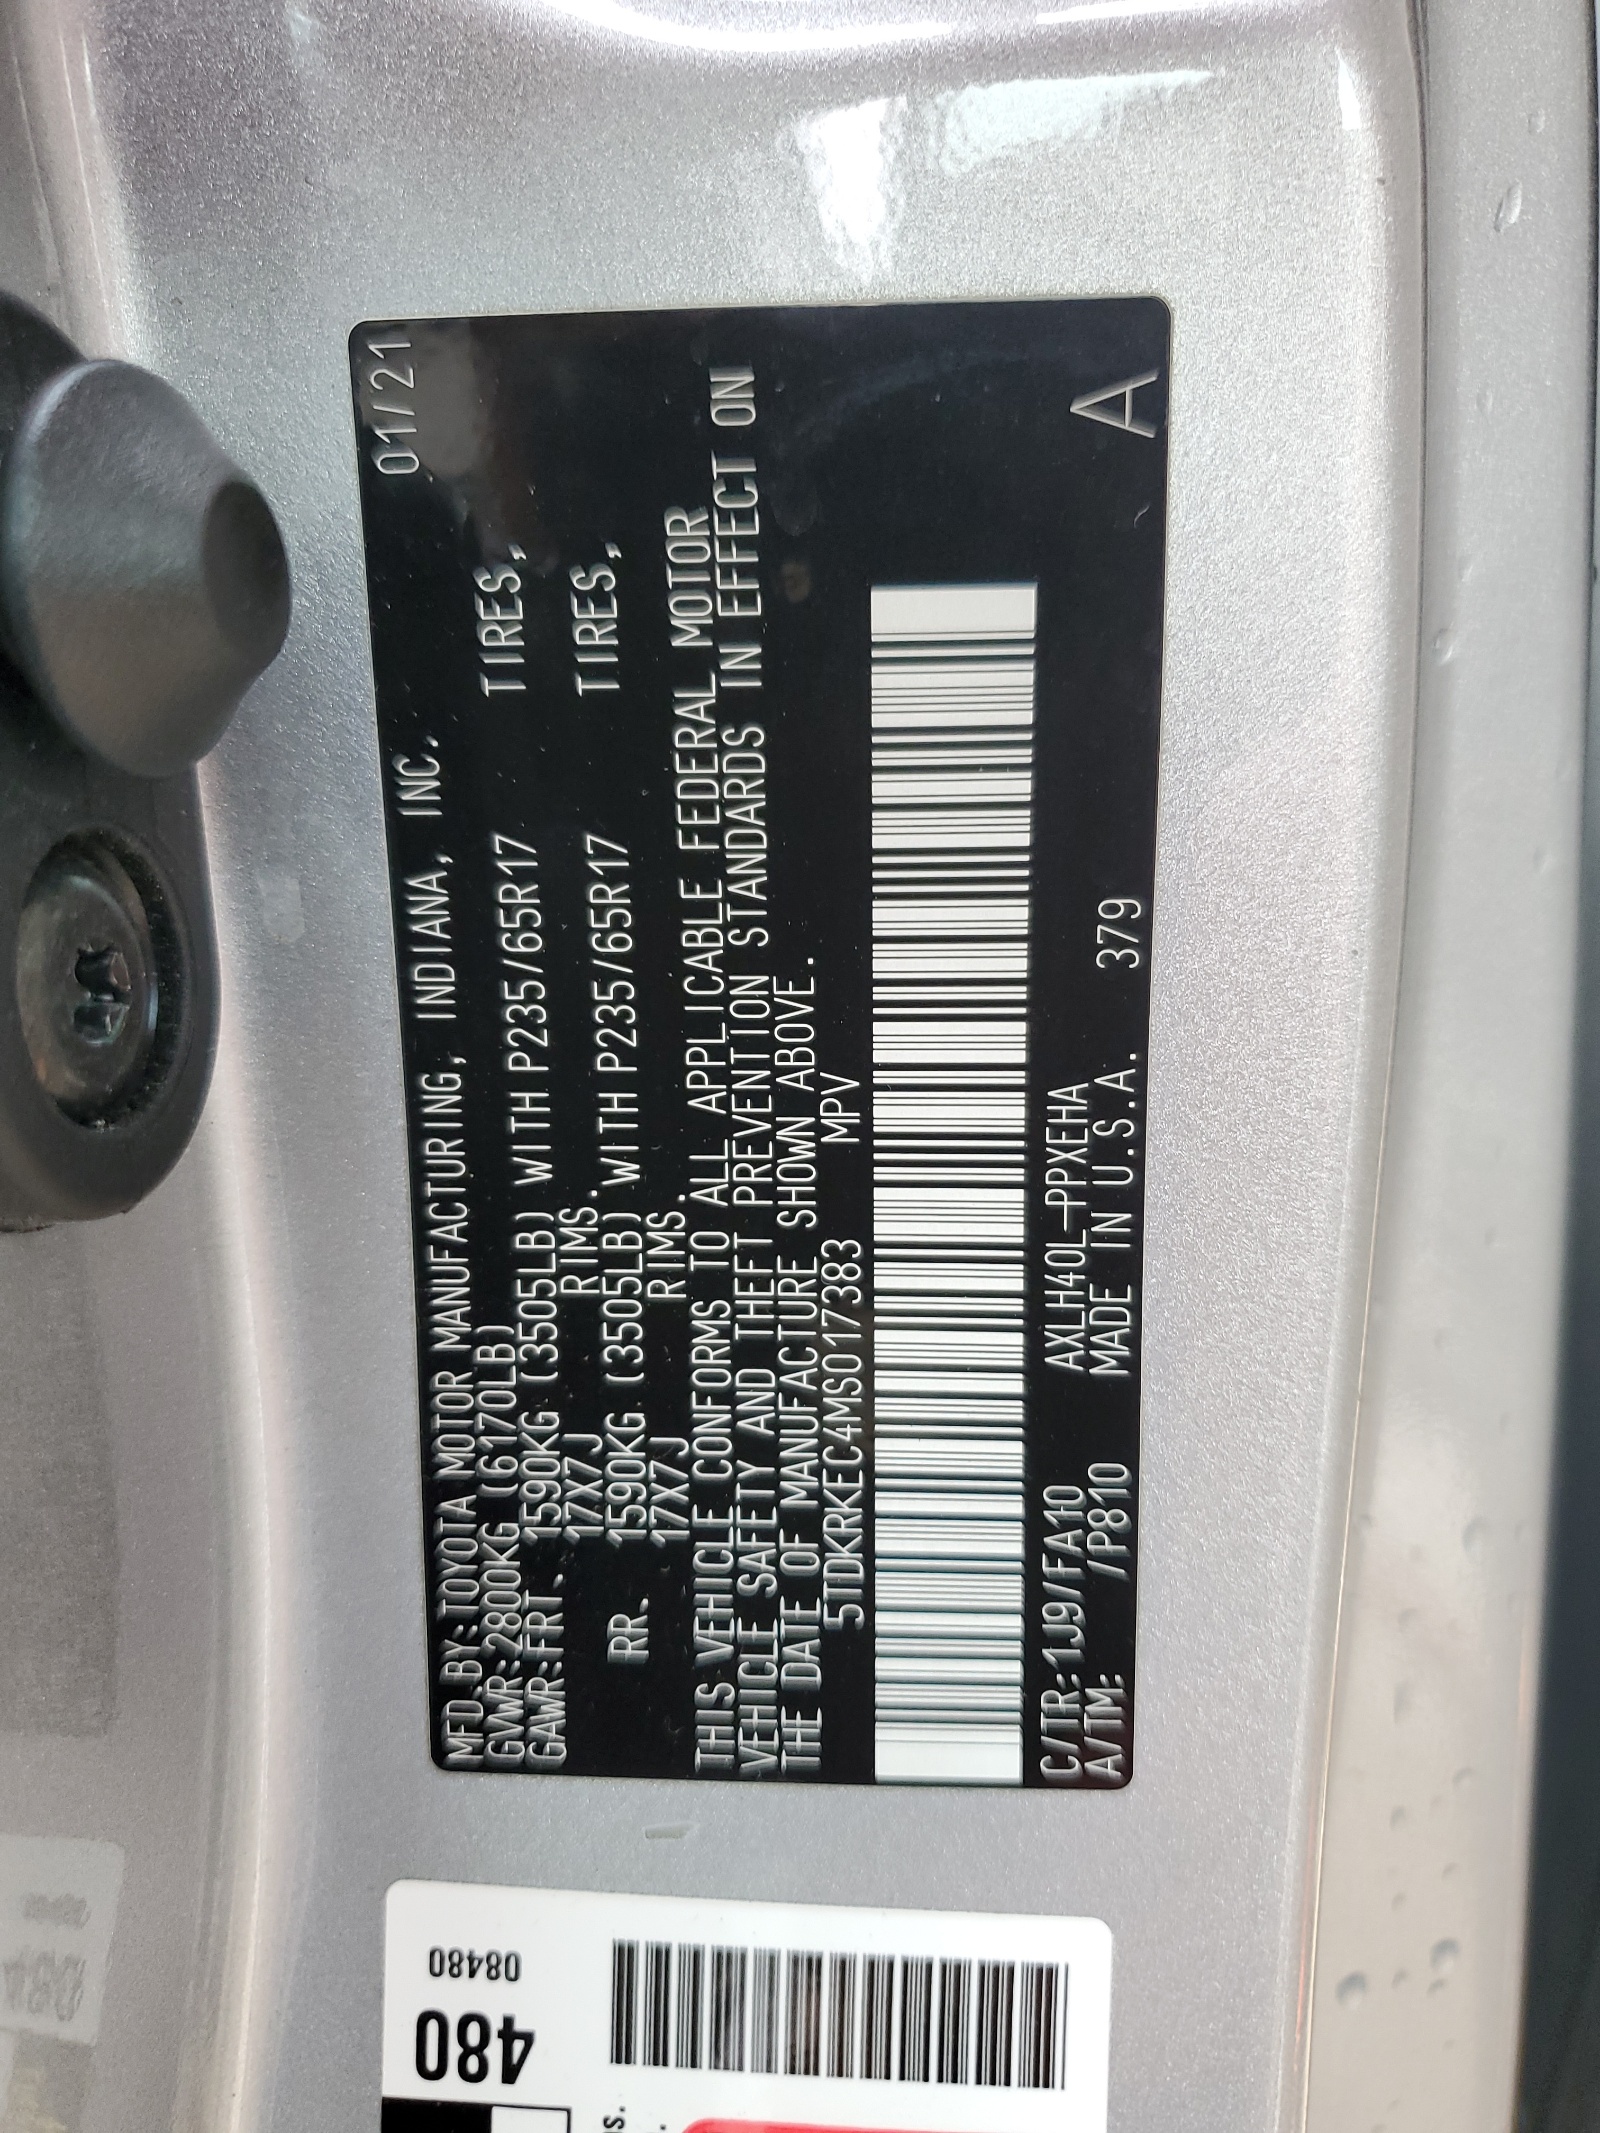 MFD.BY:TOYOTA MOTOR MANUFACTURING, INDIANA, INC. 01/21
GVWR:2800KG (6170LB)
GAWR:FRT. 1590KG (3505LB) WITH P235/65R17 TIRES,
17X7J RIMS.
RR. 1590KG (3505LB) WITH P235/65R17 TIRES,
17X7J RIMS.
THIS VEHICLE CONFORMS TO ALL APPLICABLE FEDERAL MOTOR
VEHICLE SAFETY AND THEFT PREVENTION STANDARDS IN EFFECT ON
THE DATE OF MANUFACTURE SHOWN ABOVE.
5TDKRKEC4MS017383 MPV
C/TR:1J9/FA10 AXLH40L-PPXEHA
A/TM: /P810 MADE IN U.S.A. 379 A
480
08480